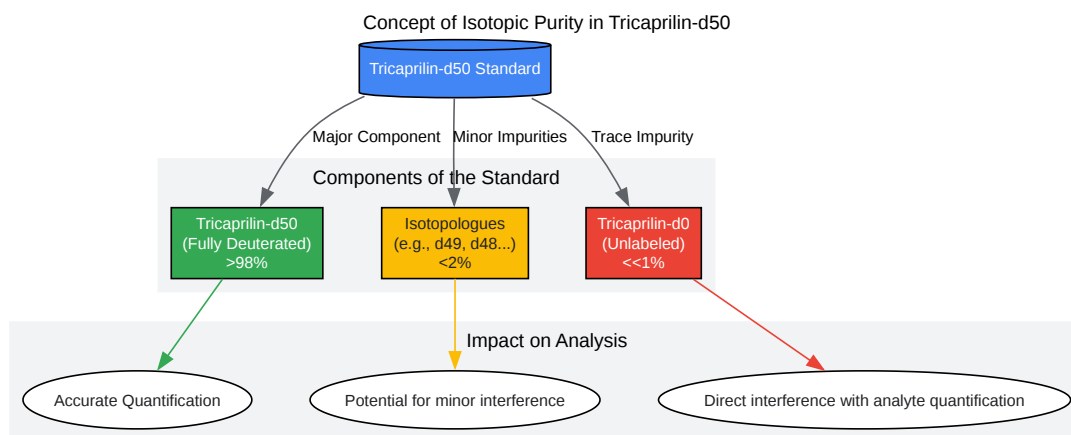 Concept of Isotopic Purity in Tricaprilin-d50
Tricaprilin-d50 Standard
Major Component
Minor Impurities
Trace Impurity
Components of the Standard
Tricaprilin-d50
(Fully Deuterated)
>98%
Isotopologues
(e.g., d49, d48...)
<2%
Tricaprilin-d0
(Unlabeled)
<<1%
Impact on Analysis
Accurate Quantification
Potential for minor interference
Direct interference with analyte quantification